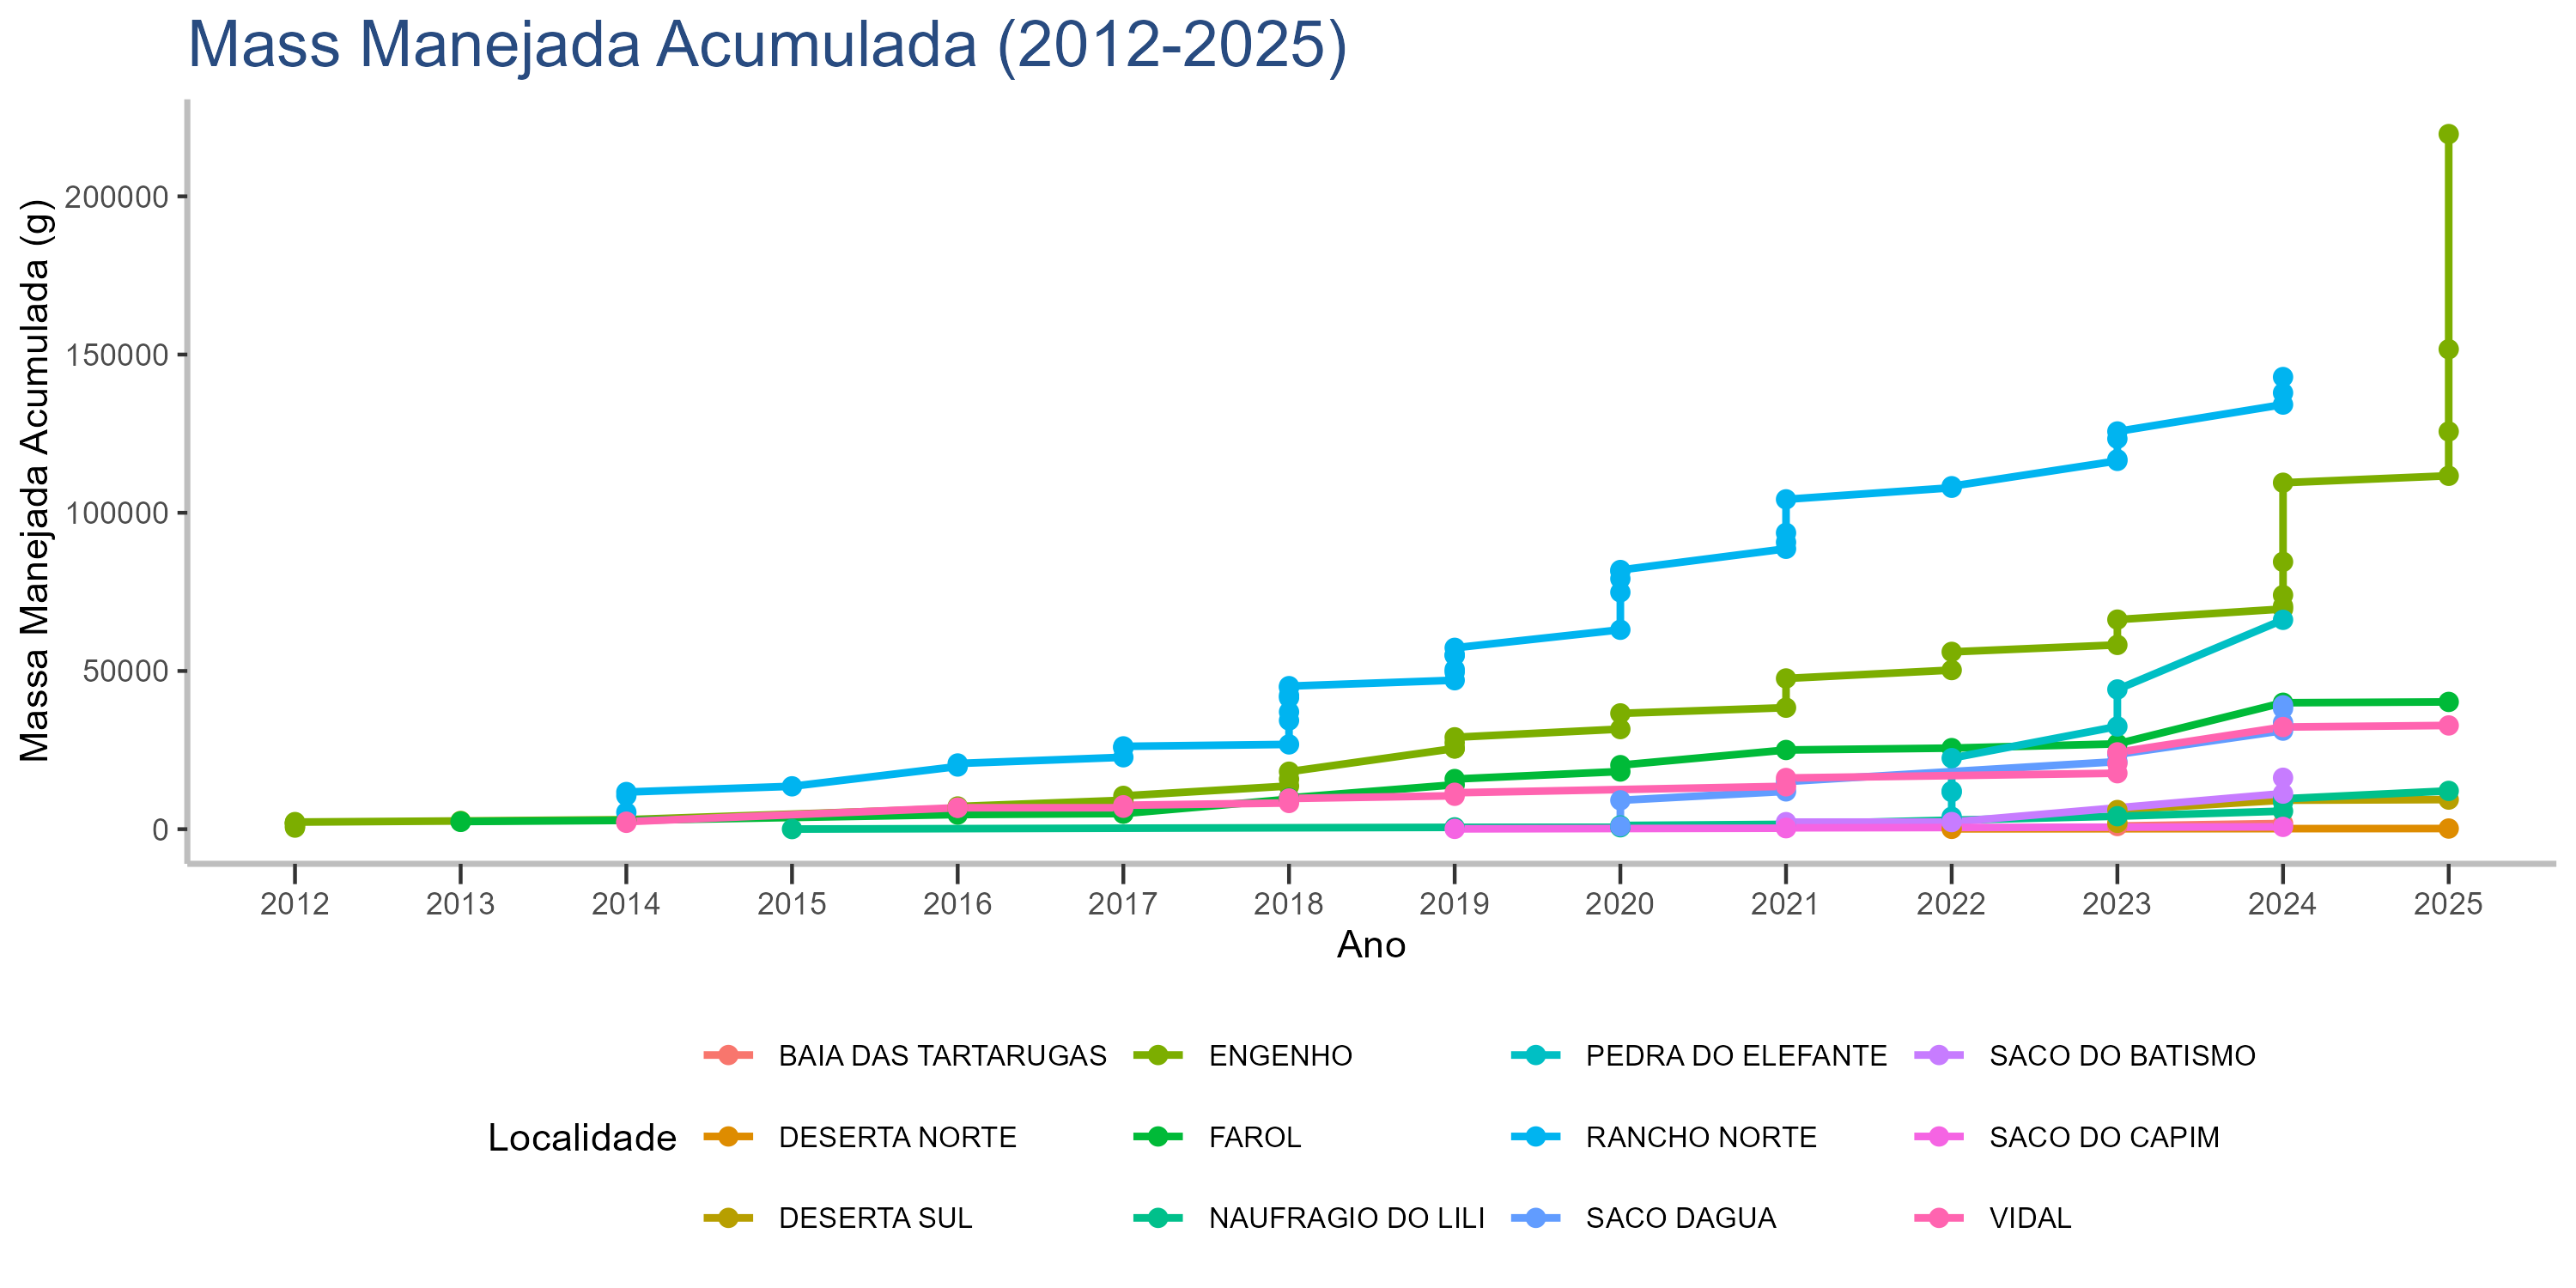 Mass Manejada Acumulada (2012-2025)
Massa Manejada Acumulada (g)
200000
150000
100000
50000
0
2012 2013 2014 2015 2016 2017 2018 2019 2020 2021 2022 2023 2024 2025
Ano
Localidade
BAIA DAS TARTARUGAS ENGENHO PEDRA DO ELEFANTE SACO DO BATISMO
DESERTA NORTE FAROL RANCHO NORTE SACO DO CAPIM
DESERTA SUL NAUFRAGIO DO LILI SACO DAGUA VIDAL